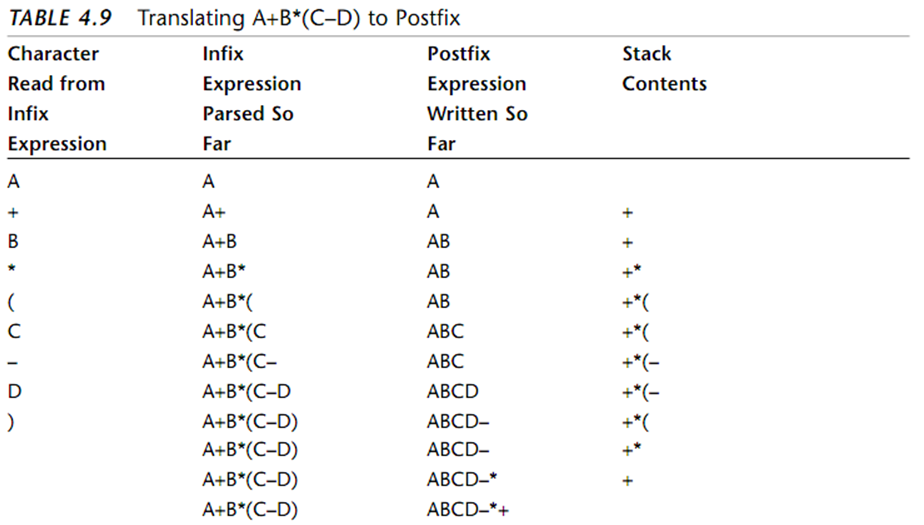 TABLE 4.9 Translating A+B*(C–D) to Postfix
Character Infix Postfix Stack
Read from Expression Expression Contents
Infix Parsed So Written So
Expression Far Far
A A A
+ A+ A +
B A+B AB +
* A+B* AB +*
( A+B*( AB +*(
C A+B*(C ABC +*(
– A+B*(C– ABC +*(–
D A+B*(C–D ABCD +*(–
) A+B*(C–D) ABCD– +*(
A+B*(C–D) ABCD– +*
A+B*(C–D) ABCD–* +
A+B*(C–D) ABCD–*+